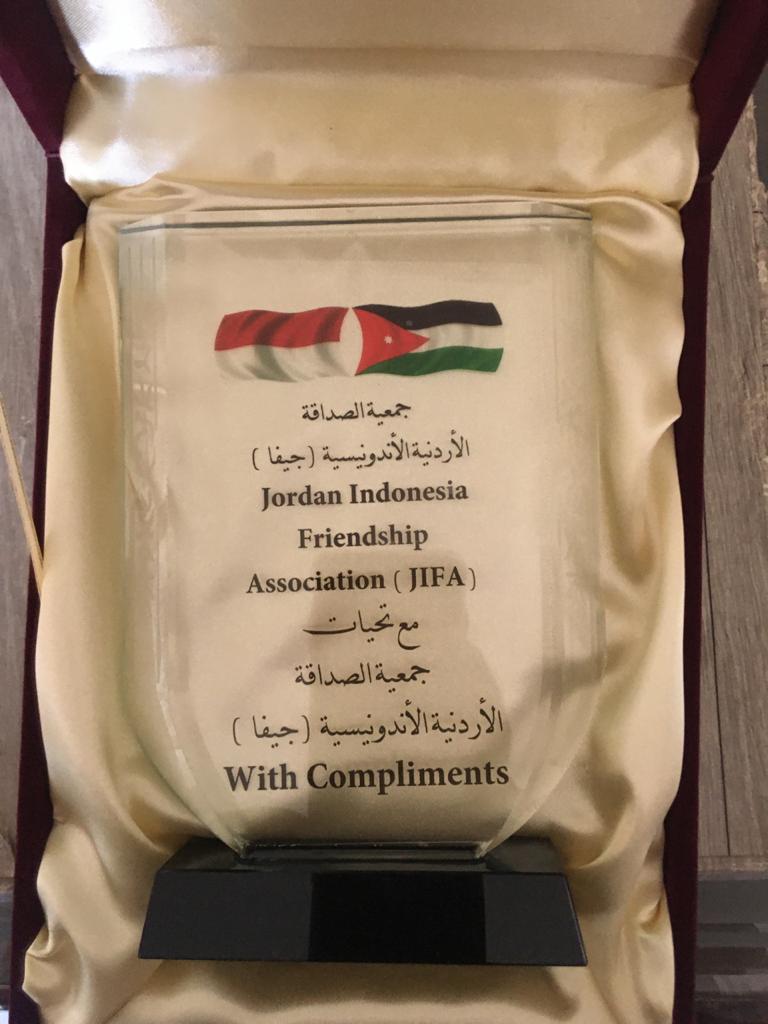 جمعية الصداقة
الأردنية الأندونيسية (جيفا )
Jordan Indonesia
Friendship
Association ( JIFA )
مع تحيات
جمعية الصداقة
الأردنية الأندونيسية (جيفا )
With Compliments